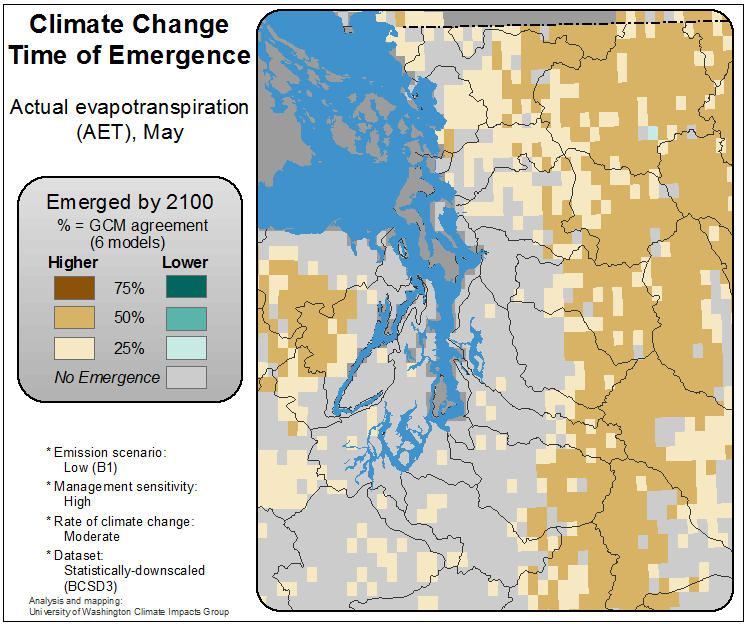 Climate Change
Time of Emergence
Actual evapotranspiration
(AET), May
Emerged by 2100
% = GCM agreement
(6 models)
Higher Lower
75%
50%
25%
No Emergence
* Emission scenario:
Low (B1)
* Management sensitivity:
High
* Rate of climate change:
Moderate
* Dataset:
Statistically-downscaled
(BCSD3)
Analysis and mapping:
University of Washington Climate Impacts Group